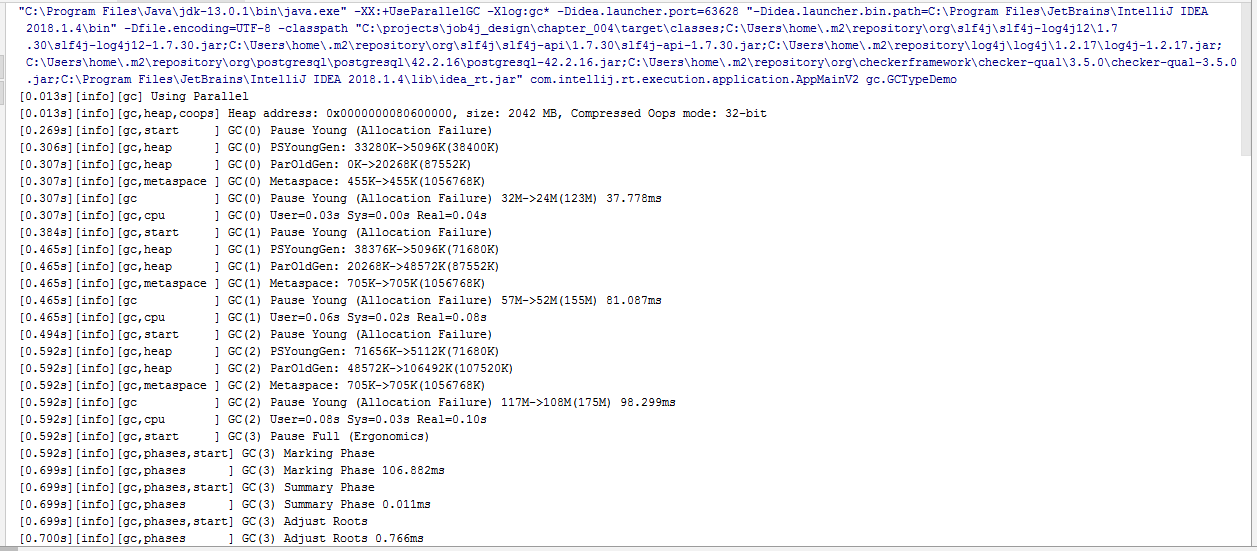 "C:\Program Files\Java\jdk-13.0.1\bin\java.exe" -XX:+UseParallelGC -Xlog:gc* -Didea.launcher.port=63628 "-Didea.launcher.bin.path=C:\Program Files\JetBrains\IntelliJ IDEA
2018.1.4\bin" -Dfile.encoding=UTF-8 -classpath "C:\projects\job4j_design\chapter_004\target\classes;C:\Users\home\.m2\repository\org\slf4j\slf4j-log4j12\1.7
.30\slf4j-log4j12-1.7.30.jar;C:\Users\home\.m2\repository\org\slf4j\slf4j-api\1.7.30\slf4j-api-1.7.30.jar;C:\Users\home\.m2\repository\log4j\log4j\1.2.17\log4j-1.2.17.jar;
C:\Users\home\.m2\repository\org\postgresql\postgresql\42.2.16\postgresql-42.2.16.jar;C:\Users\home\.m2\repository\org\checkerframework\checker-qual\3.5.0\checker-qual-3.5.0
.jar;C:\Program Files\JetBrains\IntelliJ IDEA 2018.1.4\lib\idea_rt.jar" com.intellij.rt.execution.application.AppMainV2 gc.GCTypeDemo
[0.013s][info][gc] Using Parallel
[0.013s][info][gc,heap,coops] Heap address: 0x0000000080600000, size: 2042 MB, Compressed Oops mode: 32-bit
[0.269s][info][gc,start     ] GC(0) Pause Young (Allocation Failure)
[0.306s][info][gc,heap      ] GC(0) PSYoungGen: 33280K->5096K(38400K)
[0.307s][info][gc,heap      ] GC(0) ParOldGen: 0K->20268K(87552K)
[0.307s][info][gc,metaspace ] GC(0) Metaspace: 455K->455K(1056768K)
[0.307s][info][gc           ] GC(0) Pause Young (Allocation Failure) 32M->24M(123M) 37.778ms
[0.307s][info][gc,cpu       ] GC(0) User=0.03s Sys=0.00s Real=0.04s
[0.384s][info][gc,start     ] GC(1) Pause Young (Allocation Failure)
[0.465s][info][gc,heap      ] GC(1) PSYoungGen: 38376K->5096K(71680K)
[0.465s][info][gc,heap      ] GC(1) ParOldGen: 20268K->48572K(87552K)
[0.465s][info][gc,metaspace ] GC(1) Metaspace: 705K->705K(1056768K)
[0.465s][info][gc           ] GC(1) Pause Young (Allocation Failure) 57M->52M(155M) 81.087ms
[0.465s][info][gc,cpu       ] GC(1) User=0.06s Sys=0.02s Real=0.08s
[0.494s][info][gc,start     ] GC(2) Pause Young (Allocation Failure)
[0.592s][info][gc,heap      ] GC(2) PSYoungGen: 71656K->5112K(71680K)
[0.592s][info][gc,heap      ] GC(2) ParOldGen: 48572K->106492K(107520K)
[0.592s][info][gc,metaspace ] GC(2) Metaspace: 705K->705K(1056768K)
[0.592s][info][gc           ] GC(2) Pause Young (Allocation Failure) 117M->108M(175M) 98.299ms
[0.592s][info][gc,cpu       ] GC(2) User=0.08s Sys=0.03s Real=0.10s
[0.592s][info][gc,start     ] GC(3) Pause Full (Ergonomics)
[0.592s][info][gc,phases,start] GC(3) Marking Phase
[0.699s][info][gc,phases      ] GC(3) Marking Phase 106.882ms
[0.699s][info][gc,phases,start] GC(3) Summary Phase
[0.699s][info][gc,phases      ] GC(3) Summary Phase 0.011ms
[0.699s][info][gc,phases,start] GC(3) Adjust Roots
[0.700s][info][gc,phases      ] GC(3) Adjust Roots 0.766ms